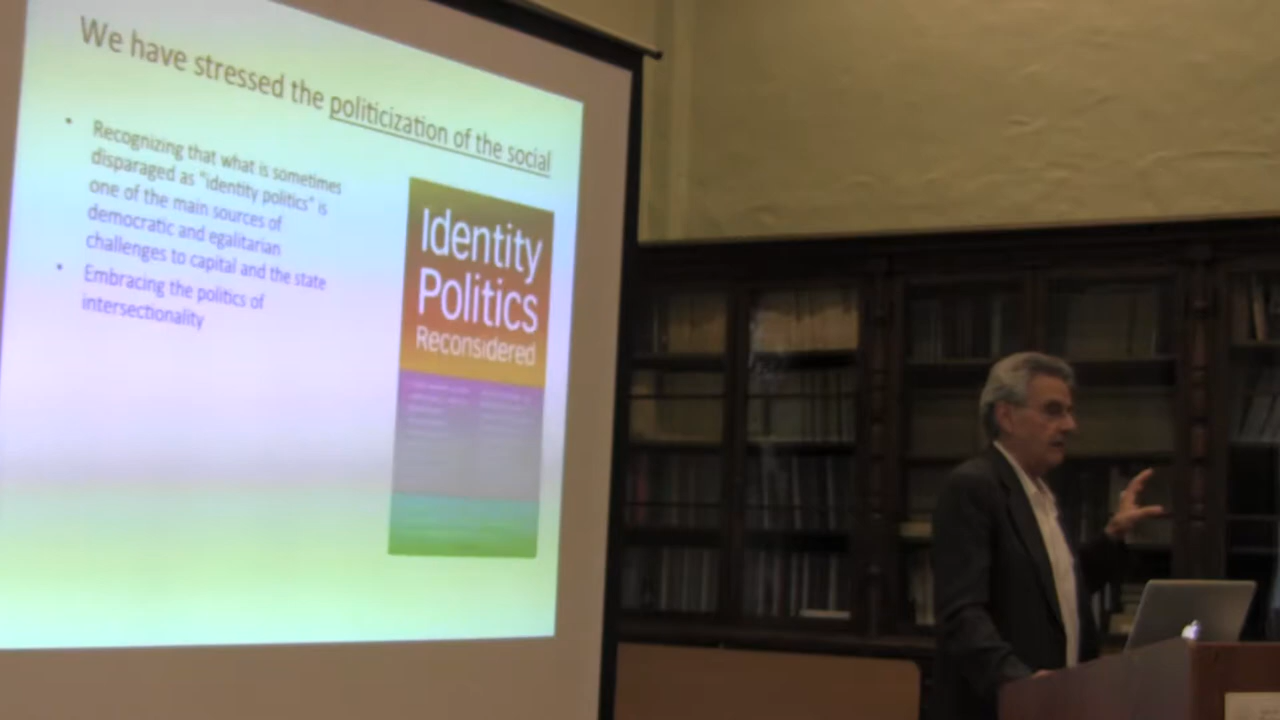 We have stressed the politicization of the social
• Recognizing that what is sometimes
disparaged as "identity politics" is
one of the main sources of
democratic and egalitarian
challenges to capital and the state
• Embracing the politics of
intersectionality
Identity
Politics
Reconsidered